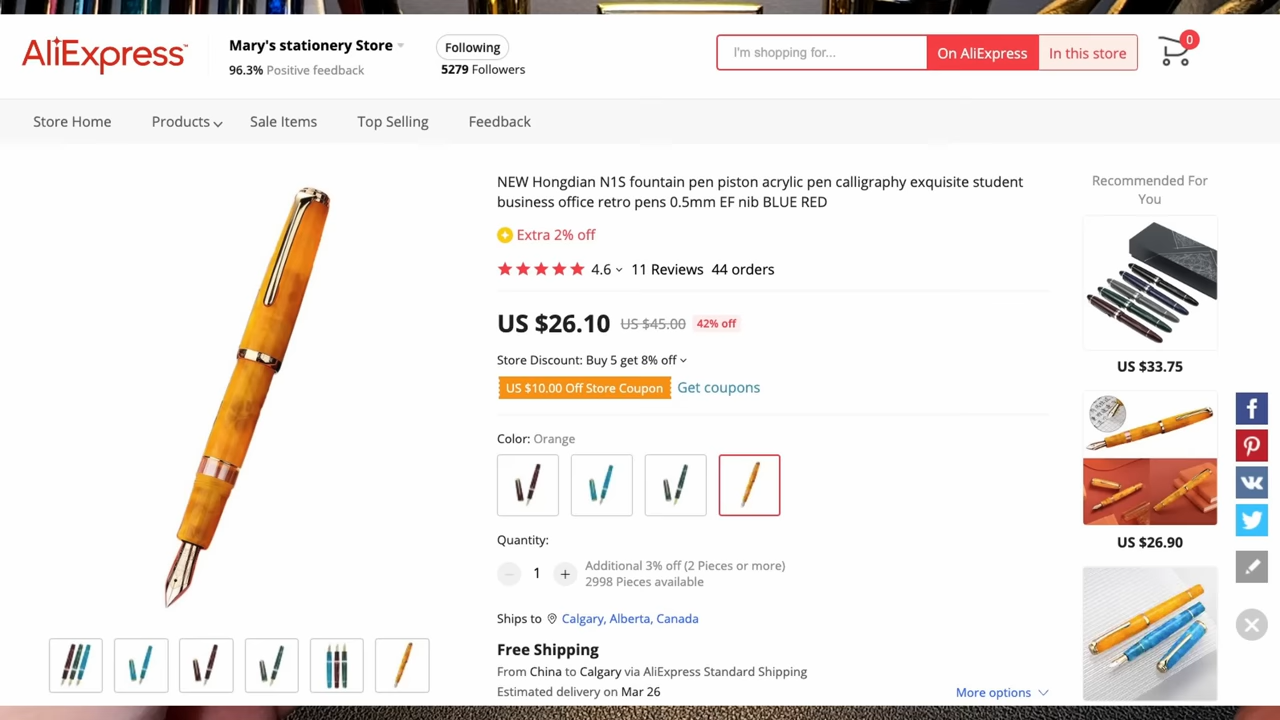 AliExpress™
Mary's stationery Store
Following
96.3% Positive feedback
5279 Followers
I'm shopping for...
On AliExpress
In this store
0
Store Home
Products
Sale Items
Top Selling
Feedback
NEW Hongdian N1S fountain pen piston acrylic pen calligraphy exquisite student
business office retro pens 0.5mm EF nib BLUE RED
Extra 2% off
4.6
11 Reviews
44 orders
US $26.10
US $45.00
42% off
Store Discount: Buy 5 get 8% off
US $10.00 Off Store Coupon
Get coupons
Color: Orange
Quantity:
1
Additional 3% off (2 Pieces or more)
2998 Pieces available
Ships to
Calgary, Alberta, Canada
Free Shipping
From China to Calgary via AliExpress Standard Shipping
Estimated delivery on Mar 26
More options
Recommended For
You
US $33.75
US $26.90